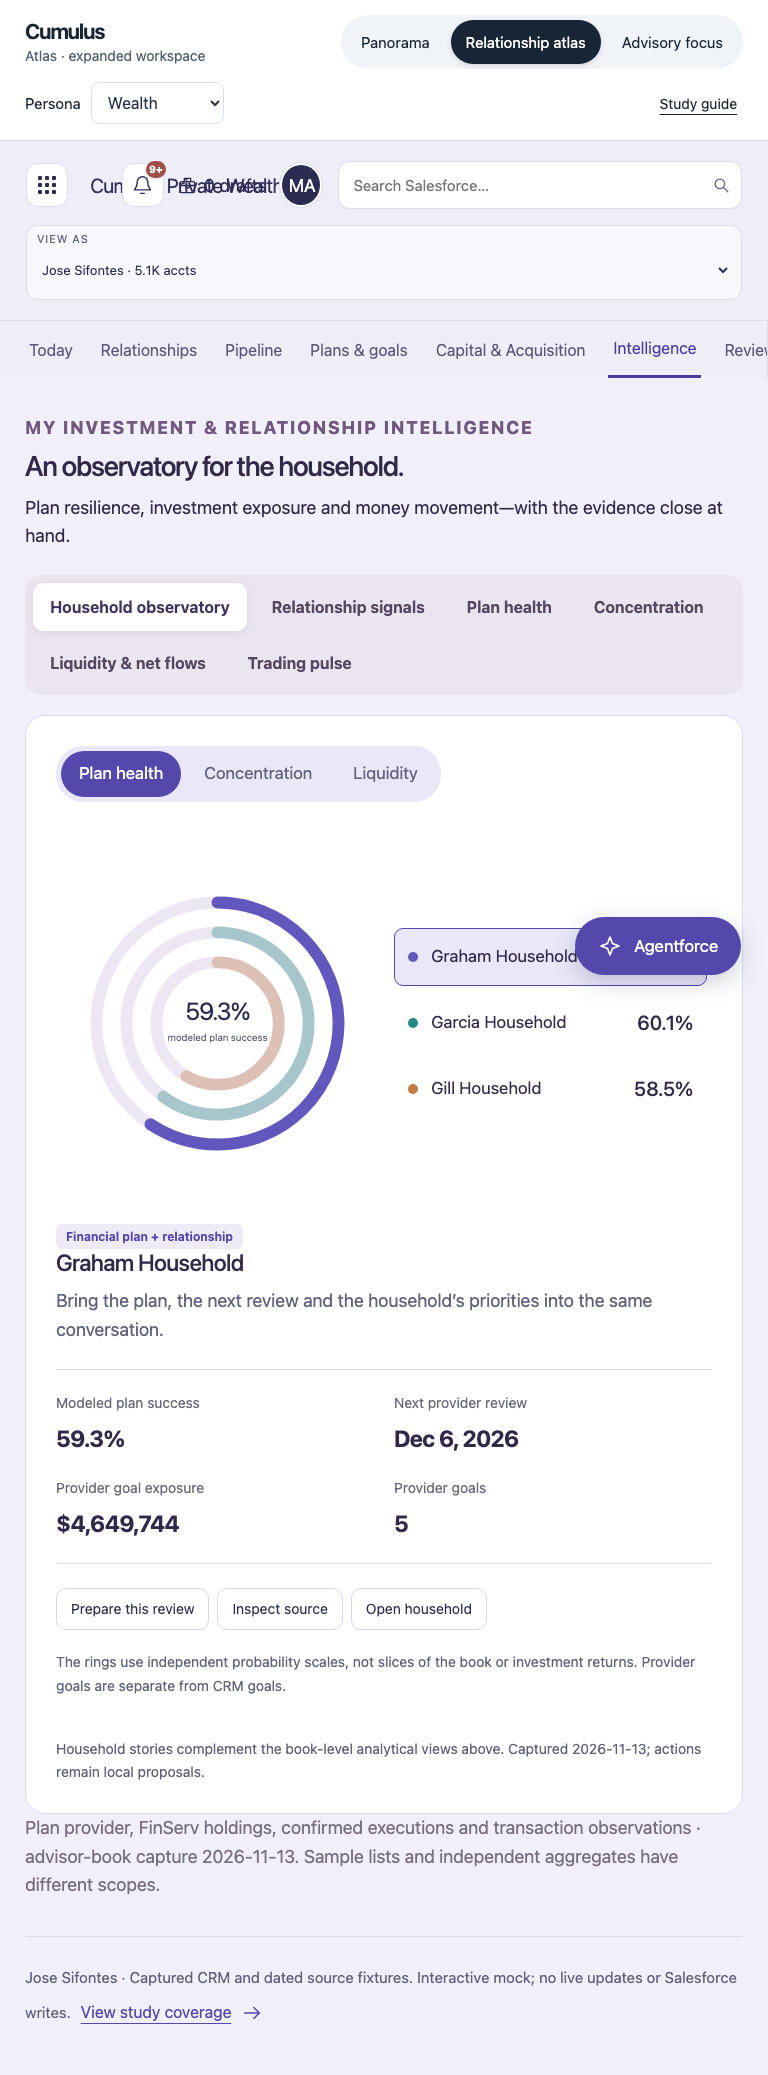 Cumulus
Atlas · expanded workspace
Panorama
Relationship atlas
Advisory focus
Persona
Wealth
Study guide
9+
Private Wealth
MA
Search Salesforce...
VIEW AS
Jose Sifontes · 5.1K accts
Today
Relationships
Pipeline
Plans & goals
Capital & Acquisition
Intelligence
MY INVESTMENT & RELATIONSHIP INTELLIGENCE
An observatory for the household.
Plan resilience, investment exposure and money movement—with the evidence close at
hand.
Household observatory
Relationship signals
Plan health
Concentration
Liquidity & net flows
Trading pulse
Plan health
Concentration
Liquidity
59.3%
modeled plan success
Graham Household
Agentforce
Garcia Household
60.1%
Gill Household
58.5%
Financial plan + relationship
Graham Household
Bring the plan, the next review and the household’s priorities into the same
conversation.
Modeled plan success
59.3%
Next provider review
Dec 6, 2026
Provider goal exposure
$4,649,744
Provider goals
5
Prepare this review
Inspect source
Open household
The rings use independent probability scales, not slices of the book or investment returns. Provider
goals are separate from CRM goals.
Household stories complement the book-level analytical views above. Captured 2026-11-13; actions
remain local proposals.
Plan provider, FinServ holdings, confirmed executions and transaction observations ·
advisor-book capture 2026-11-13. Sample lists and independent aggregates have
different scopes.
Jose Sifontes · Captured CRM and dated source fixtures. Interactive mock; no live updates or Salesforce
writes. View study coverage